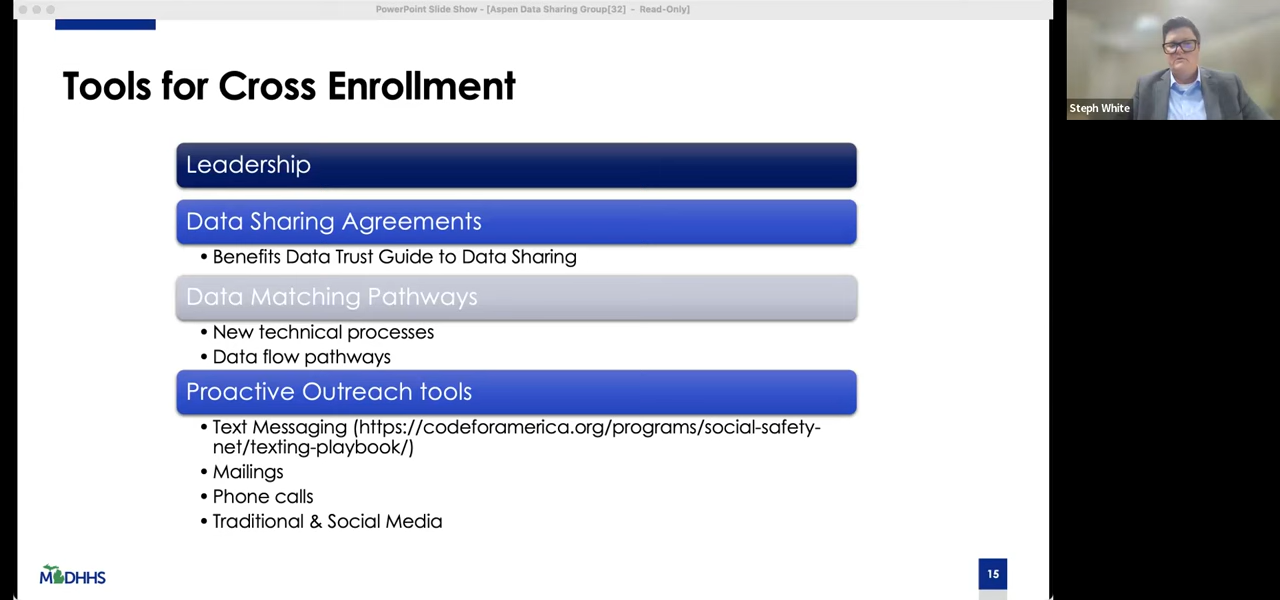 PowerPoint Slide Show - [Aspen Data Sharing Group[32] - Read-Only]
Tools for Cross Enrollment
Leadership
Data Sharing Agreements
• Benefits Data Trust Guide to Data Sharing
Data Matching Pathways
• New technical processes
• Data flow pathways
Proactive Outreach tools
• Text Messaging (https://codeforamerica.org/programs/social-safety-
net/texting-playbook/)
• Mailings
• Phone calls
• Traditional & Social Media
MDHHS
15
Steph White